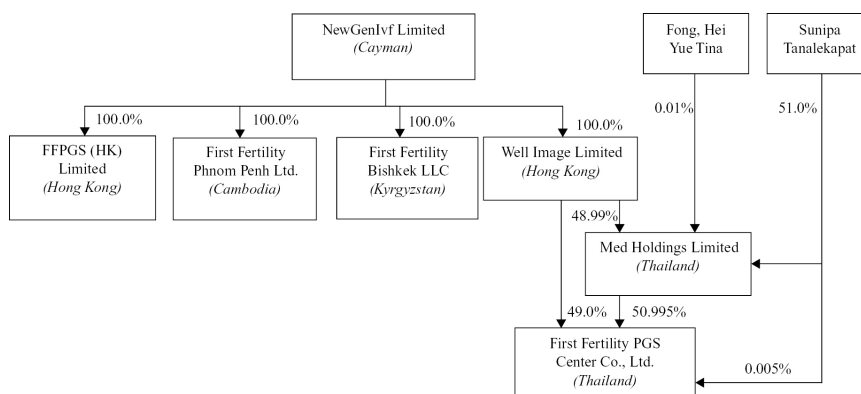 NewGenIvf Limited
(Cayman)
Fong, Hei
Yue Tina
Sunipa
Tanalekapat
100.0%
100.0%
100.0%
100.0%
0.01%
51.0%
FFPGS (HK)
Limited
(Hong Kong)
First Fertility
Phnom Penh Ltd.
(Cambodia)
First Fertility
Bishkek LLC
(Kyrgyzstan)
Well Image Limited
(Hong Kong)
48.99%
Med Holdings Limited
(Thailand)
49.0%
50.995%
First Fertility PGS
Center Co., Ltd.
(Thailand)
0.005%